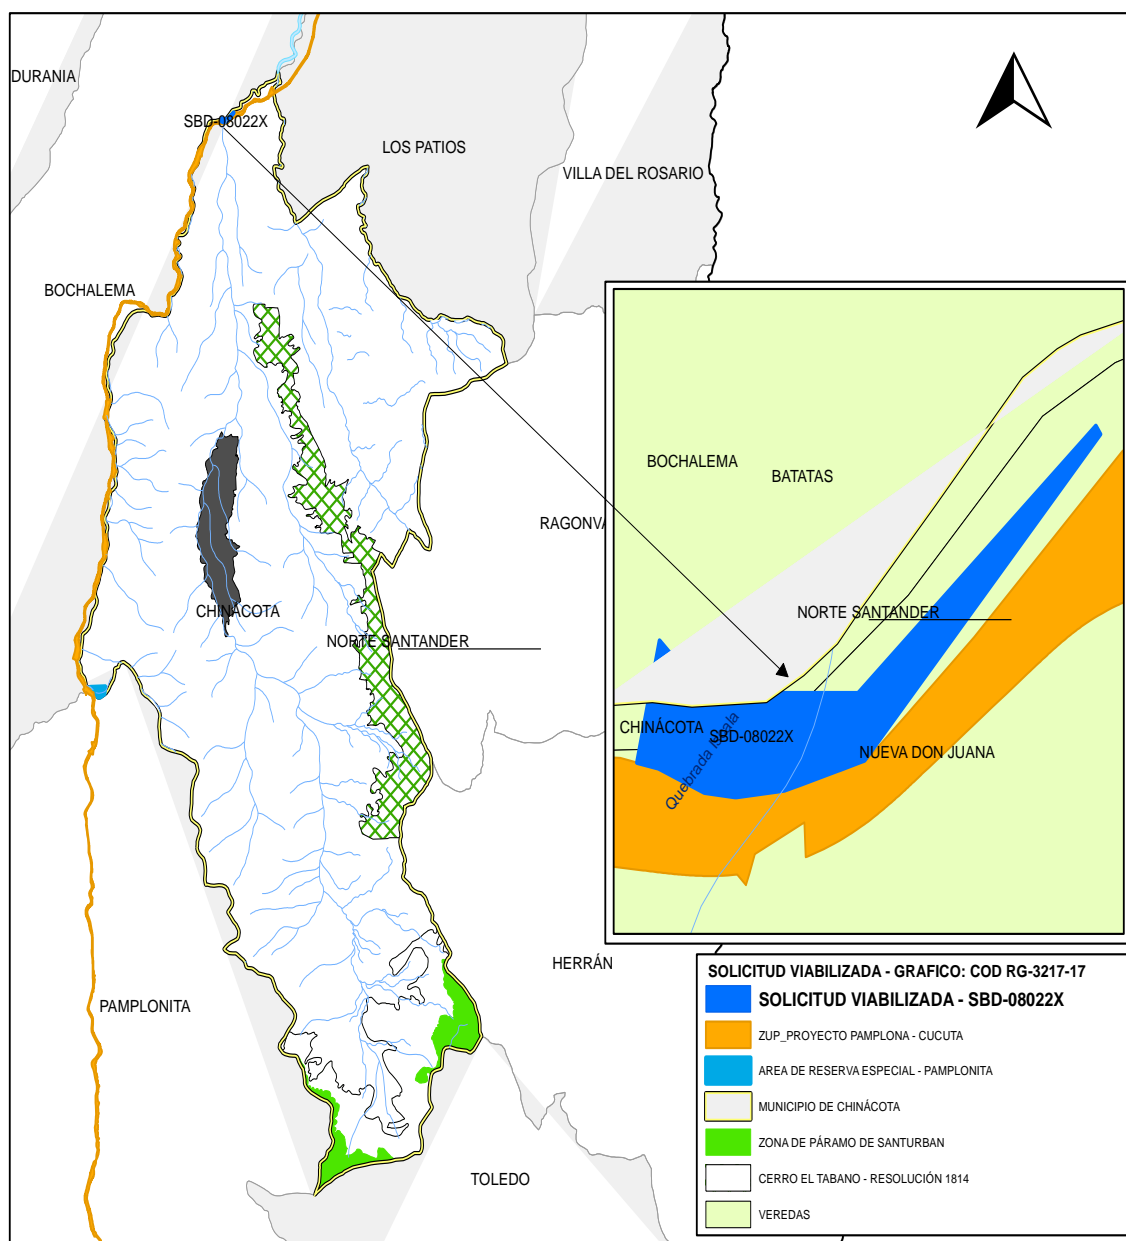 DURANIA
SBD-08022X
LOS PATIOS
VILLA DEL ROSARIO
BOCHALEMA
RAGONVA
CHINÁCOTA
NORTE SANTANDER
PAMPLONITA
HERRÁN
TOLEDO
BOCHALEMA
BATATAS
NORTE SANTANDER
CHINÁCOTA
SBD-08022X
NUEVA DON JUANA
Quebrada Iscala
SOLICITUD VIABILIZADA - GRAFICO: COD RG-3217-17
SOLICITUD VIABILIZADA - SBD-08022X
ZUP_PROYECTO PAMPLONA - CUCUTA
AREA DE RESERVA ESPECIAL - PAMPLONITA
MUNICIPIO DE CHINÁCOTA
ZONA DE PÁRAMO DE SANTURBAN
CERRO EL TABANO - RESOLUCIÓN 1814
VEREDAS